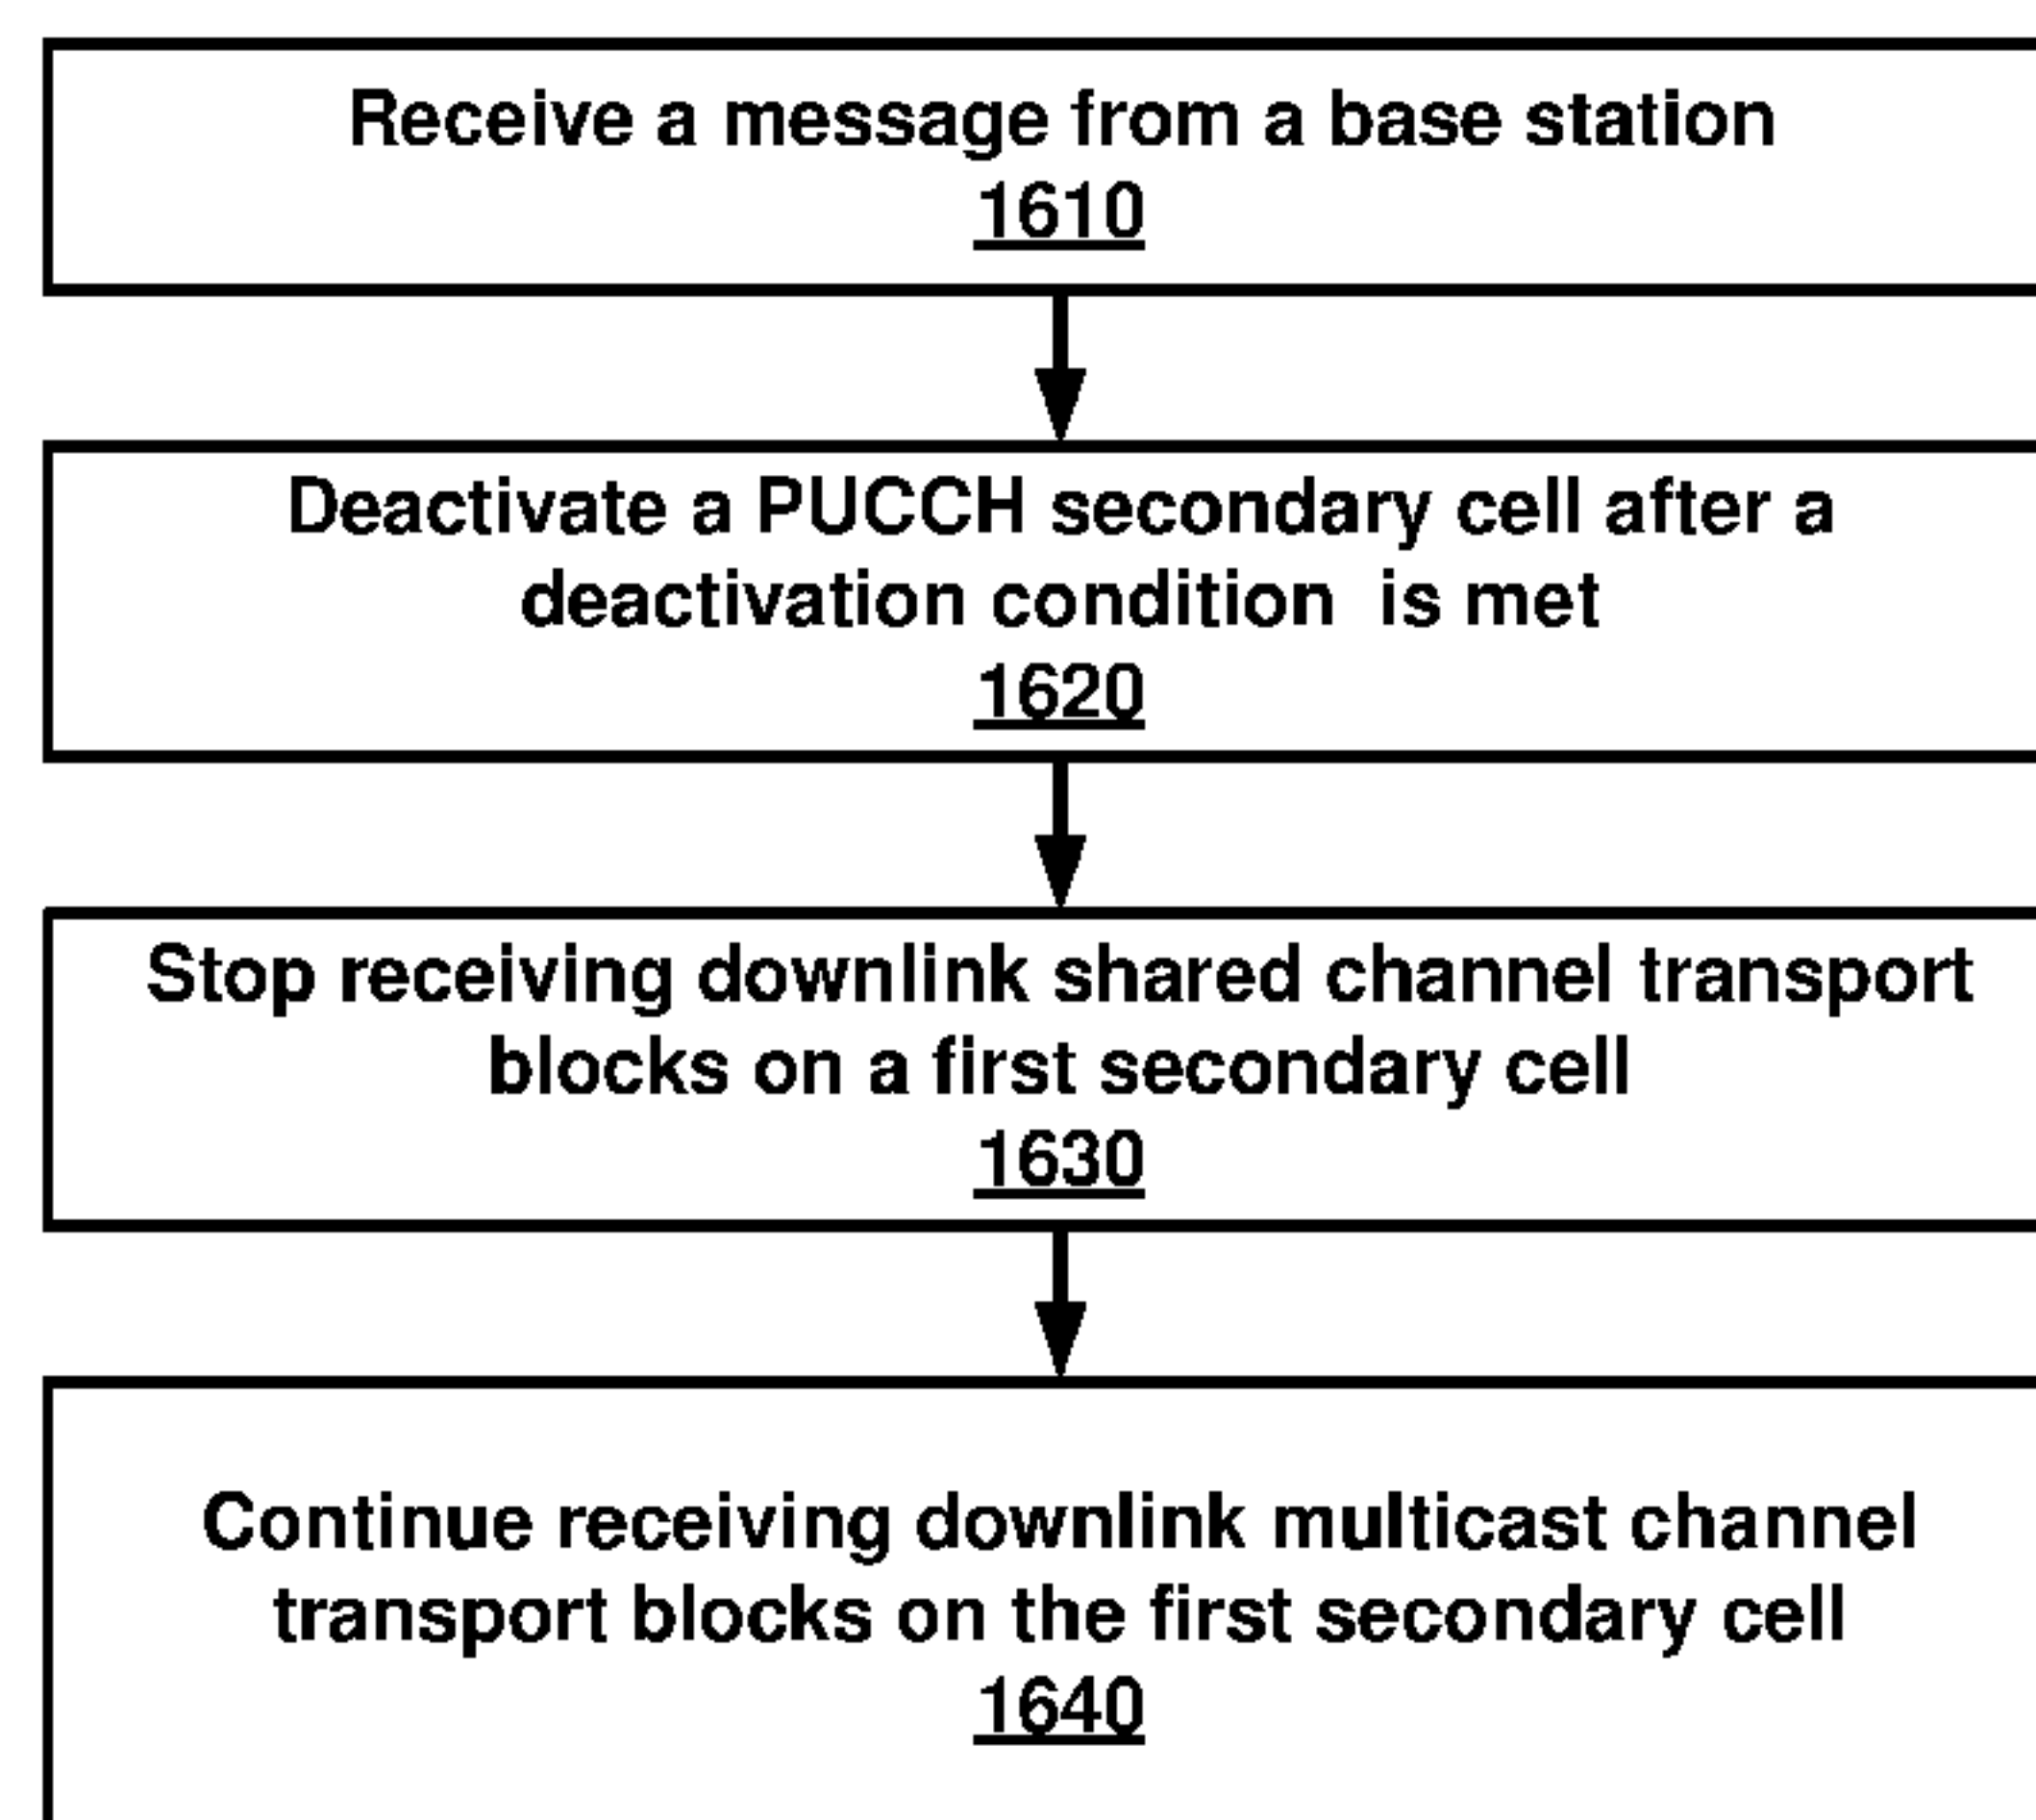 Receive a message from a base station
1610
Deactivate a PUCCH secondary cell after a
deactivation condition  is met
1620
Stop receiving downlink shared channel transport
blocks on a first secondary cell
1630
Continue receiving downlink multicast channel
transport blocks on the first secondary cell
1640